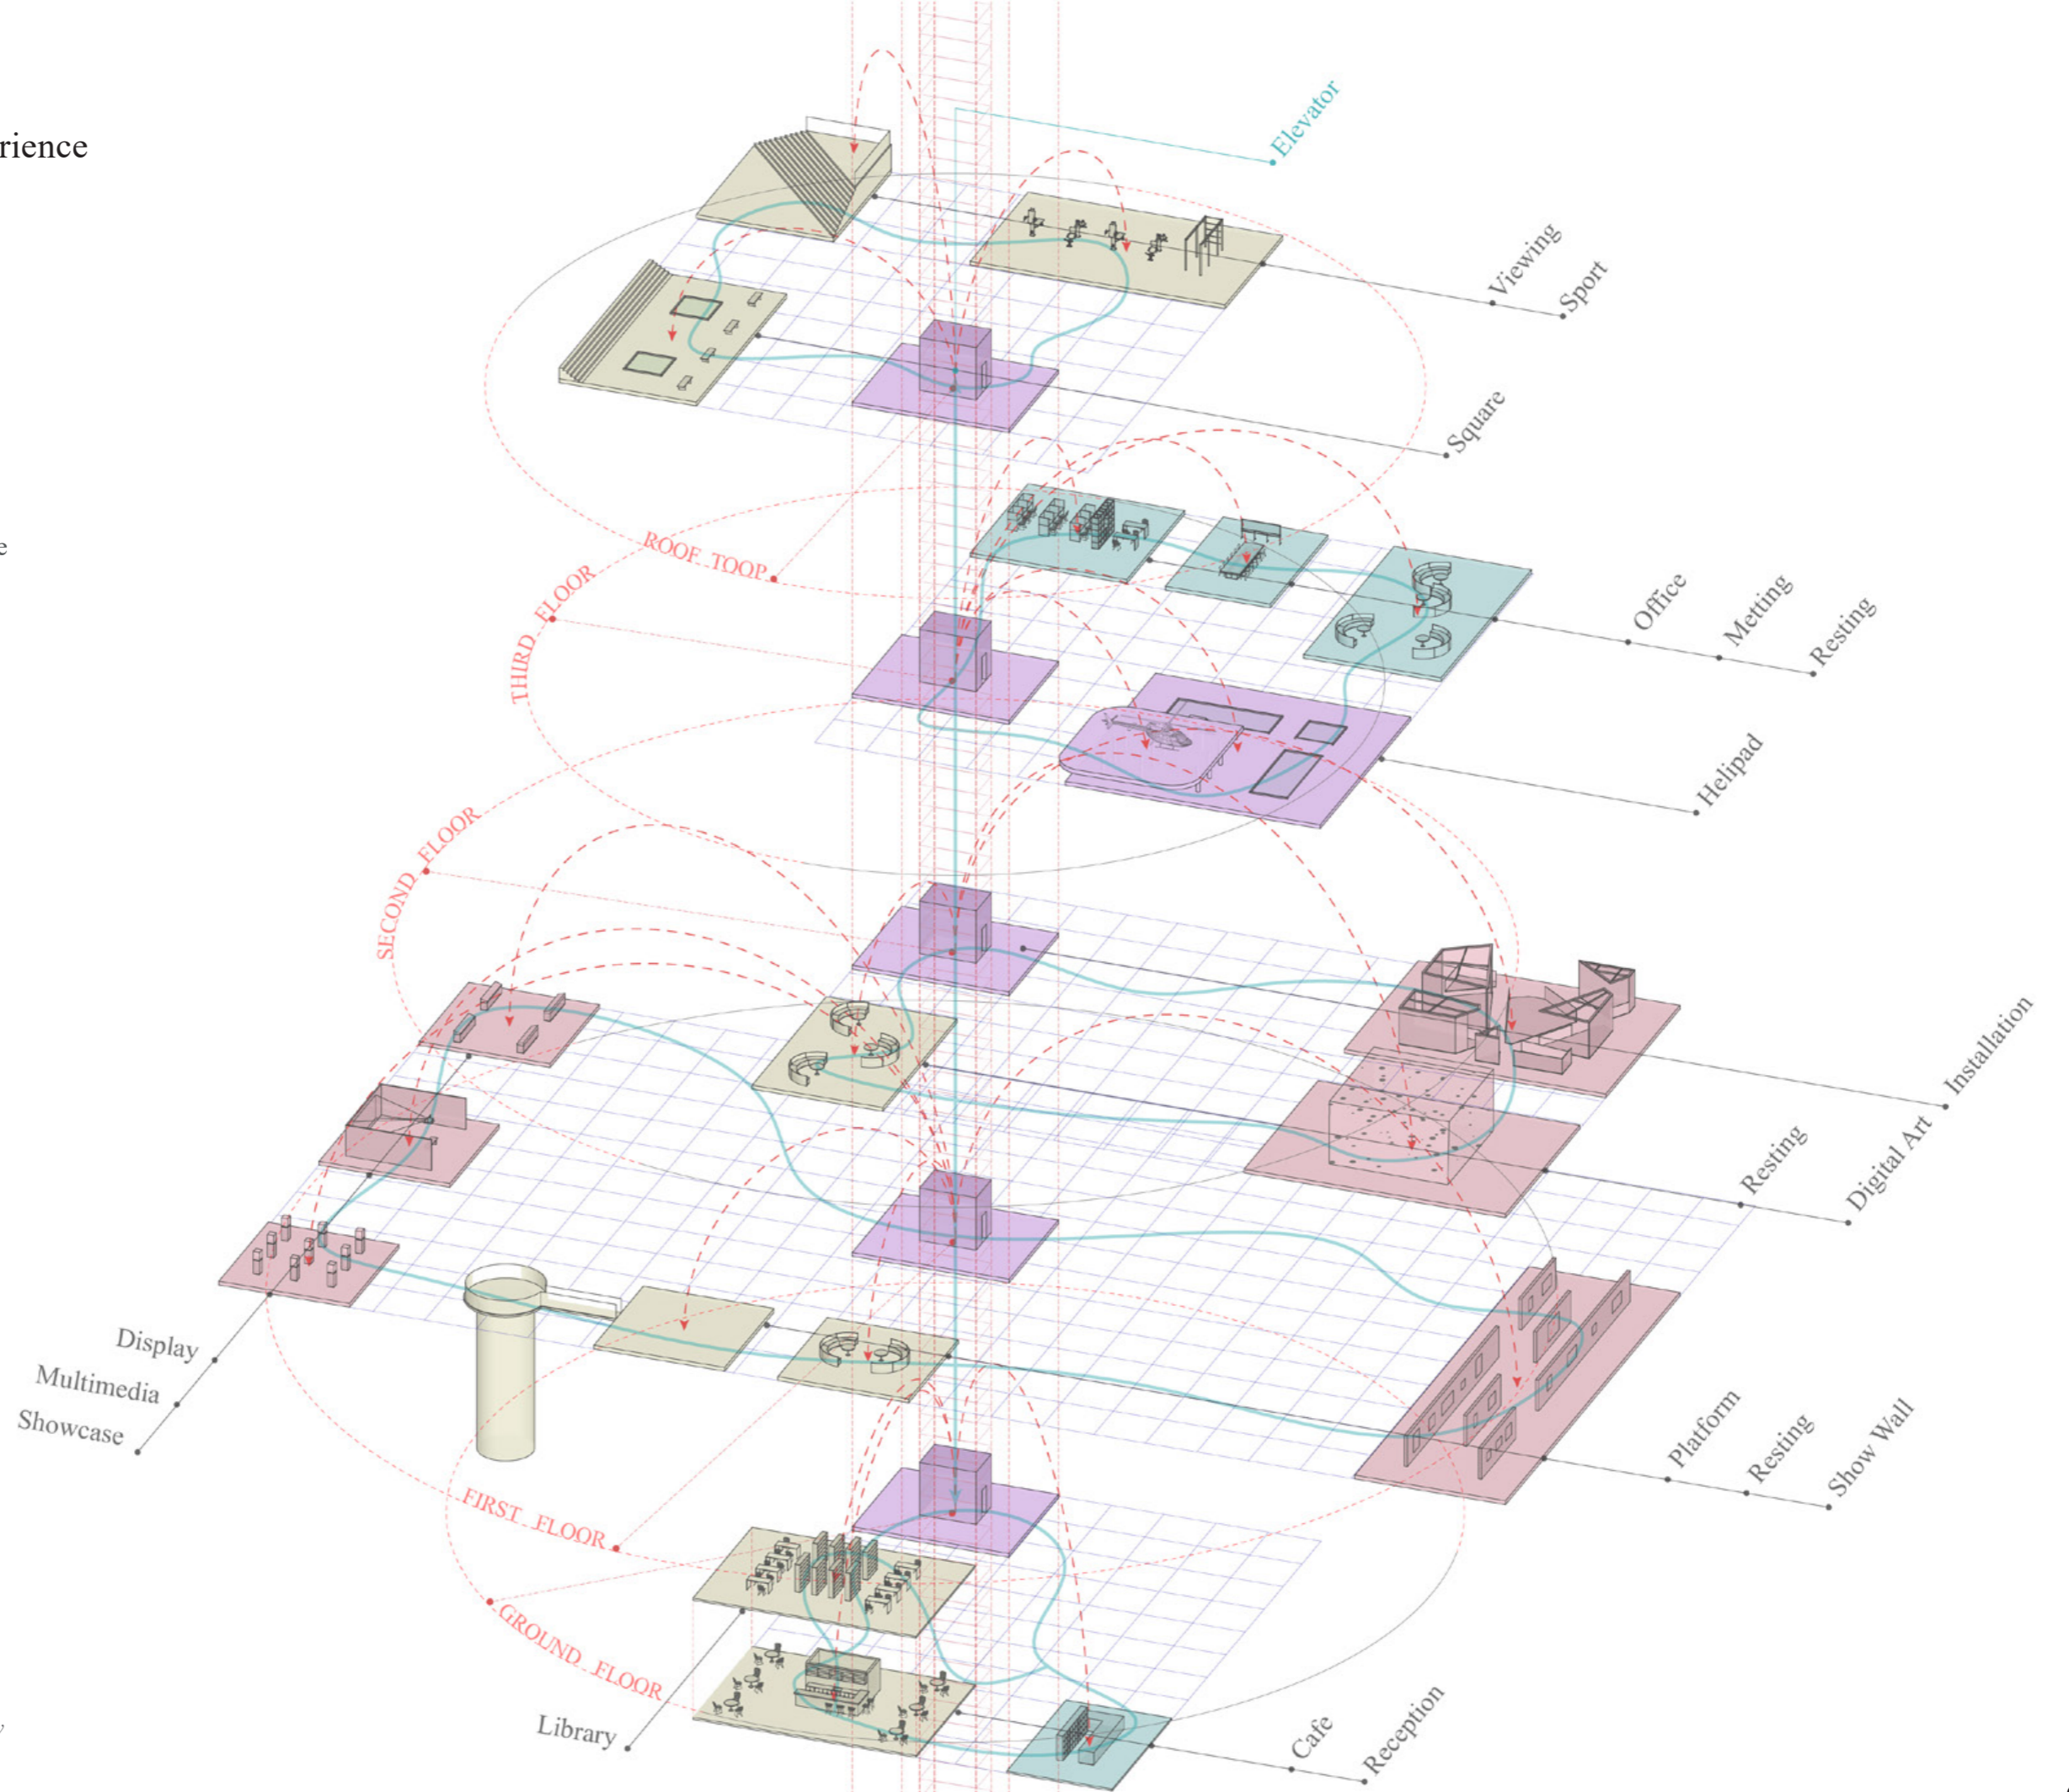 rience
Elevator
Viewing
Sport
Square
ROOF TOOP
THIRD FLOOR
Office
Metting
Resting
Helipad
SECOND FLOOR
Installation
Resting
Digital Art
Display
Multimedia
Showcase
Platform
Resting
Show Wall
FIRST FLOOR
GROUND FLOOR
Library
Cafe
Reception